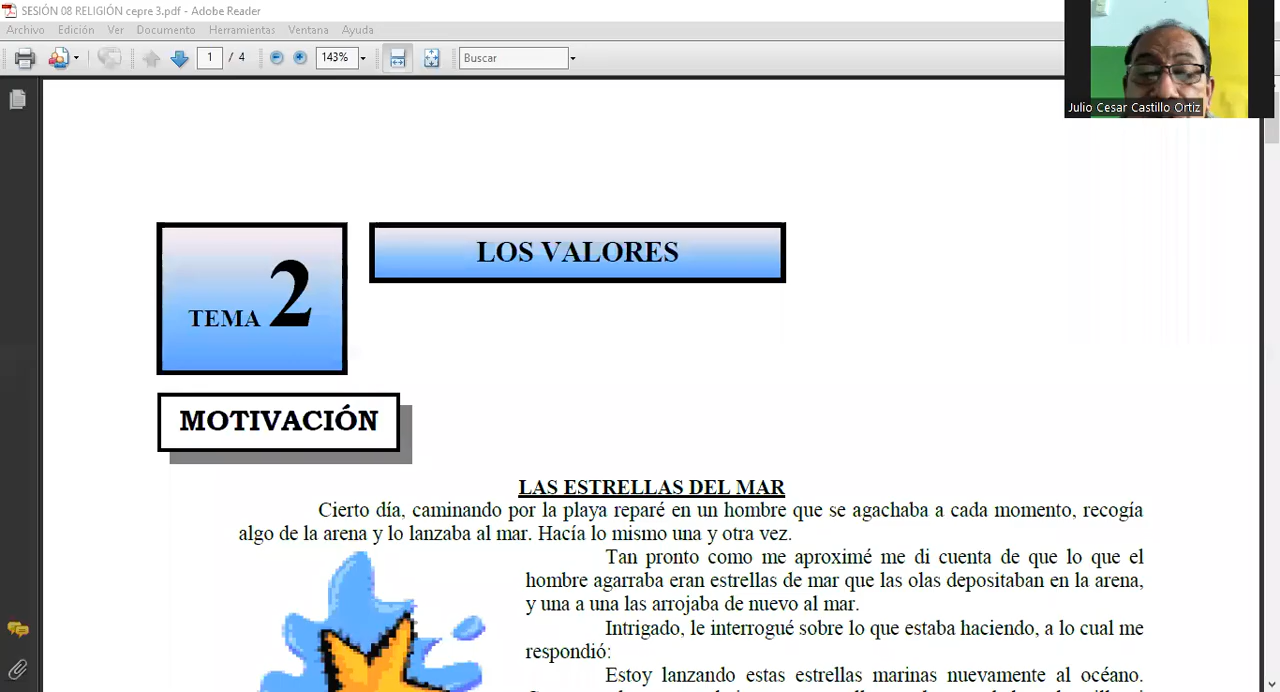 SESIÓN 08 RELIGIÓN cepre 3.pdf - Adobe Reader
Archivo Edición Ver Documento Herramientas Ventana Ayuda
1 / 4 143% Buscar
Julio Cesar Castillo Ortiz
TEMA 2
LOS VALORES
MOTIVACIÓN
LAS ESTRELLAS DEL MAR
Cierto día, caminando por la playa reparé en un hombre que se agachaba a cada momento, recogía
algo de la arena y lo lanzaba al mar. Hacía lo mismo una y otra vez.
Tan pronto como me aproximé me di cuenta de que lo que el
hombre agarraba eran estrellas de mar que las olas depositaban en la arena,
y una a una las arrojaba de nuevo al mar.
Intrigado, le interrogué sobre lo que estaba haciendo, a lo cual me
respondió:
Estoy lanzando estas estrellas marinas nuevamente al océano.